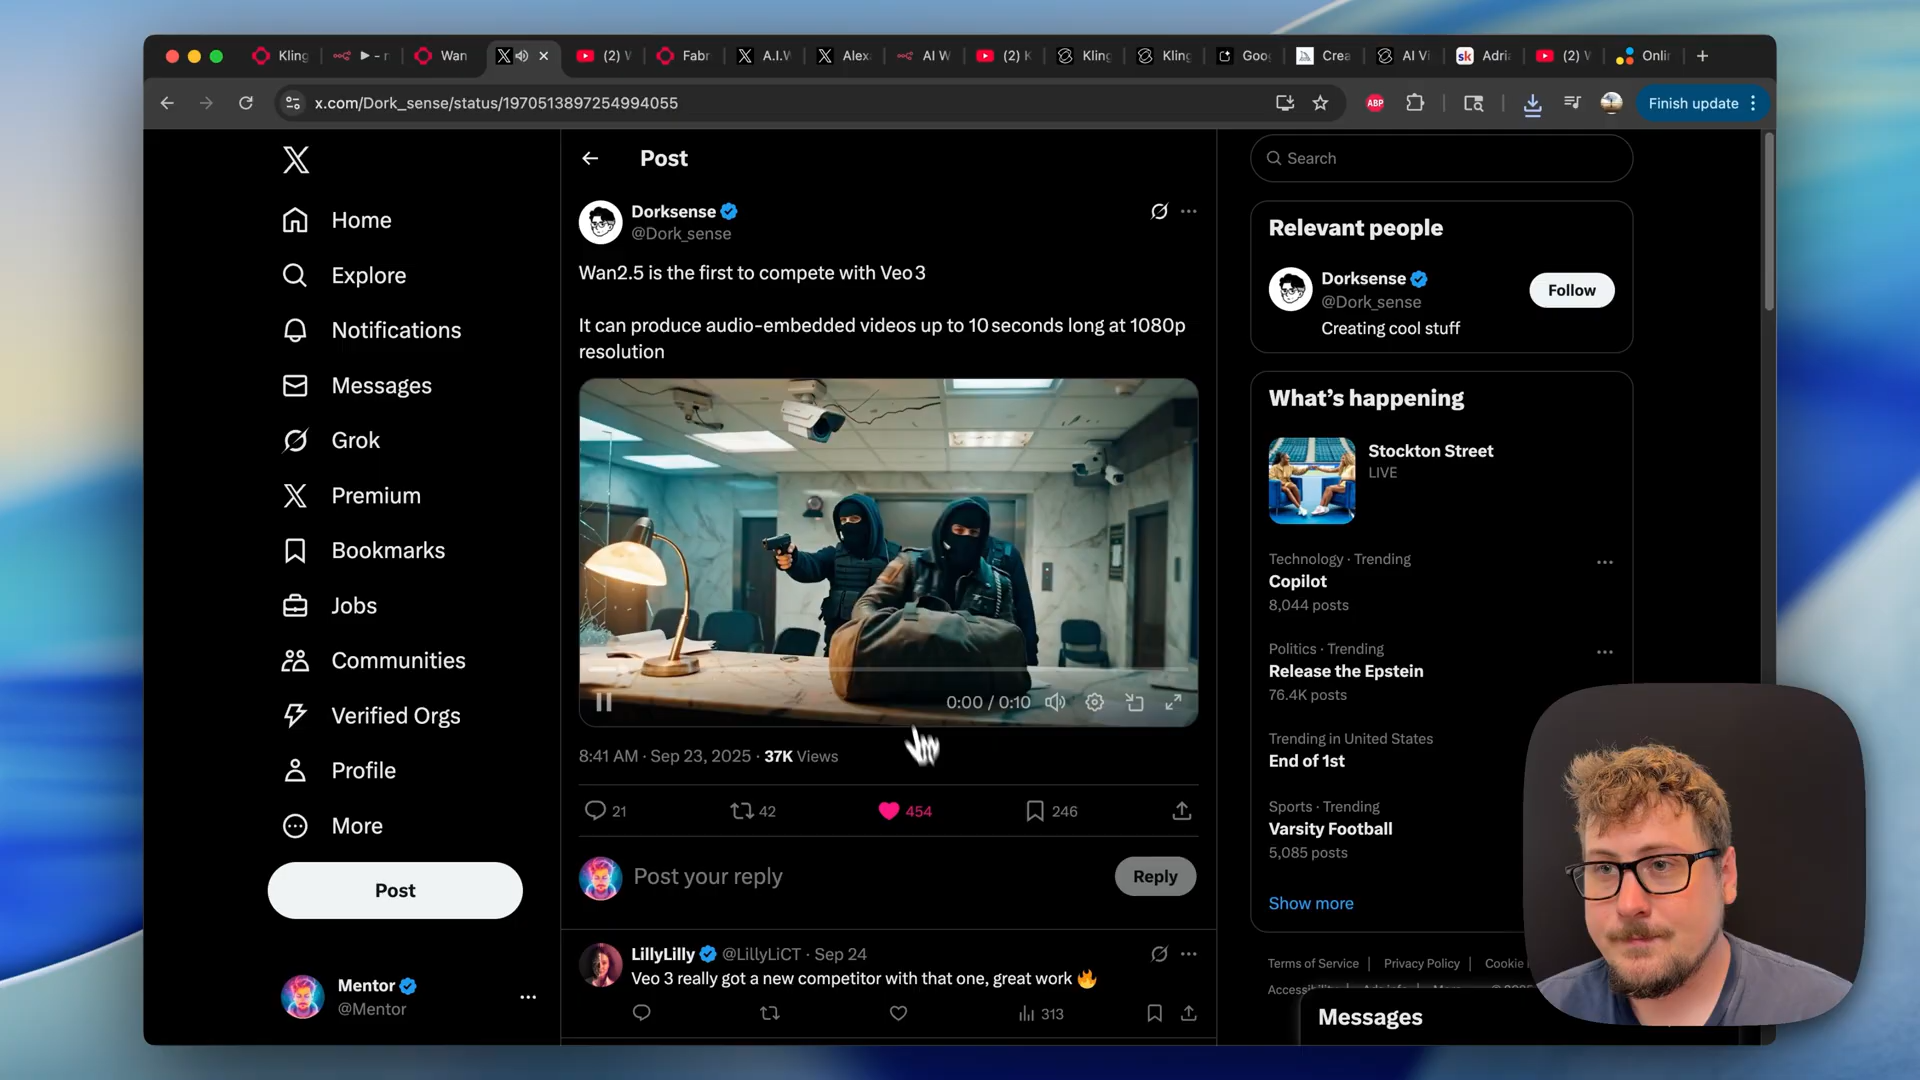 Kling
Wan
(2)
Fabr
A.I.
Alex
AI W
(2)
Kling
Kling
Goo
Crea
AI Vi
Adri
(2)
Onli
x.com/Dork_sense/status/1970513897254994055
ABP
Finish update
Home
Explore
Notifications
Messages
Grok
Premium
Bookmarks
Jobs
Communities
Verified Orgs
Profile
More
Post
Mentor
@Mentor
Post
Dorksense
@Dork_sense
Wan2.5 is the first to compete with Veo 3
It can produce audio-embedded videos up to 10 seconds long at 1080p
resolution
0:00 / 0:10
8:41 AM · Sep 23, 2025 · 37K Views
21
42
454
246
Post your reply
Reply
LillyLilly @LillyLiCT · Sep 24
Veo 3 really got a new competitor with that one, great work 🔥
313
Search
Relevant people
Dorksense
@Dork_sense
Follow
Creating cool stuff
What's happening
Stockton Street
LIVE
Technology · Trending
Copilot
8,044 posts
Politics · Trending
Release the Epstein
76.4K posts
Trending in United States
End of 1st
Sports · Trending
Varsity Football
5,085 posts
Show more
Terms of Service | Privacy Policy | Cookie
Messages